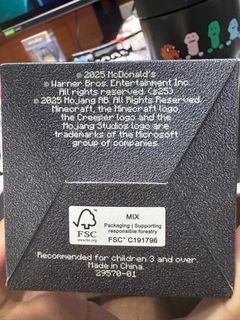 © 2025 McDonald's
© Warner Bros. Entertainment Inc.
All rights reserved. (s25)
© 2025 Mojang AB. All Rights Reserved.
Minecraft, the Minecraft logo,
the Creeper logo and the
Mojang Studios logo are
trademarks of the Microsoft
group of companies.
FSC
www.fsc.org
MIX
Packaging | Supporting
responsible forestry
FSC™ C191796
Recommended for children 3 and over.
Made in China.
29570-01